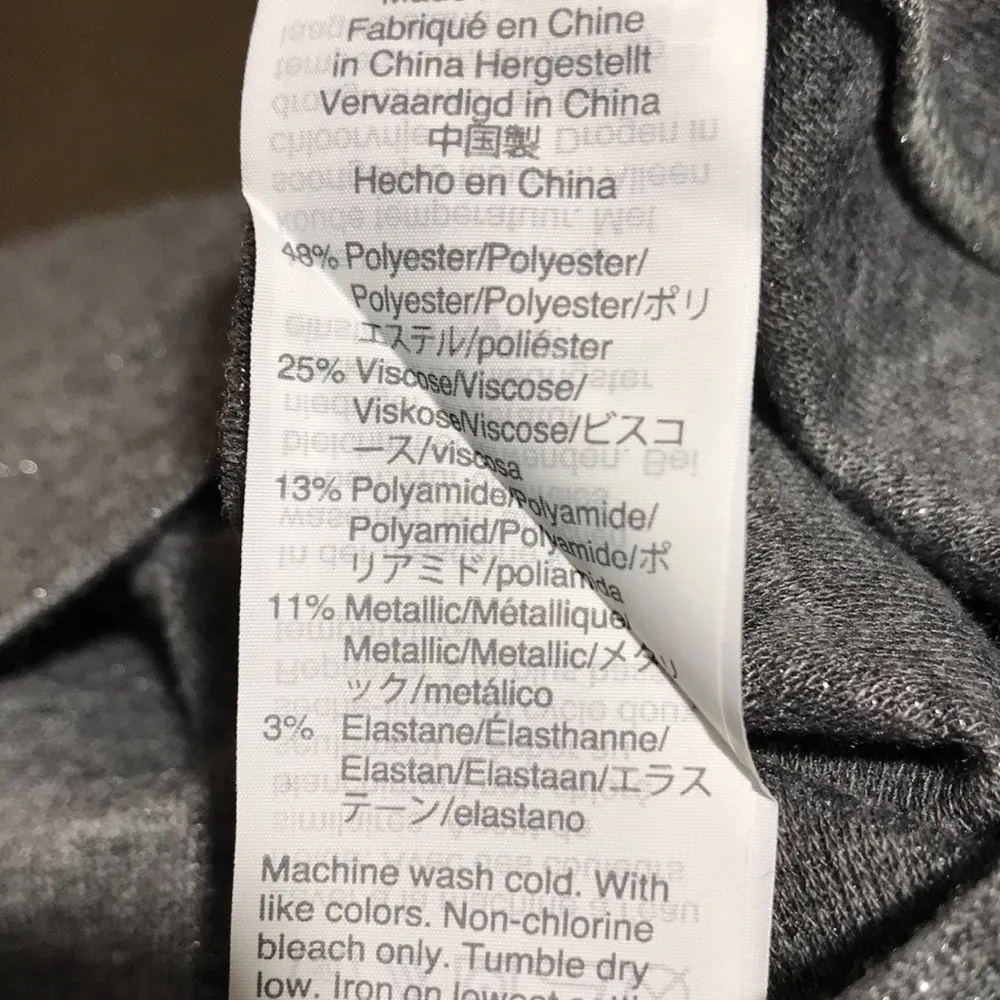 Fabriqué en Chine
in China Hergestellt
Vervaardigd in China
中国製
Hecho en China
48% Polyester/Polyester/
Polyester/Polyester/ポリ
エステル/poliéster
25% Viscose/Viscose/
Viskose/Viscose/ビスコ
ース/viscosa
13% Polyamide/Polyamide/
Polyamid/Polyamide/ポ
リアミド/poliamida
11% Metallic/Métallique/
Metallic/Metallic/メタリ
ック/metálico
3% Elastane/Élasthanne/
Elastan/Elastaan/エラス
テーン/elastano
Machine wash cold. With
like colors. Non-chlorine
bleach only. Tumble dry
low. Iron on lowest